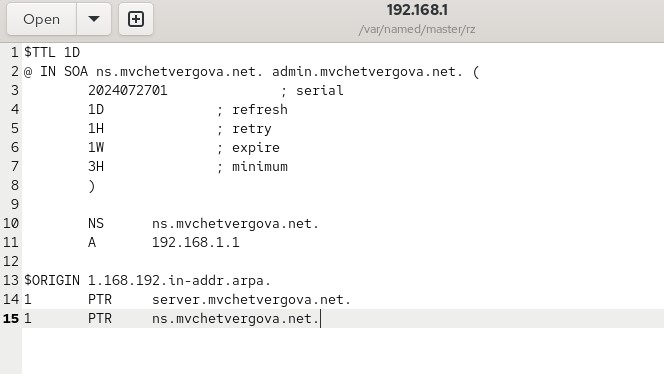 Open
192.168.1
/var/named/master/rz
1 $TTL 1D
2 @ IN SOA ns.mvchetvergova.net. admin.mvchetvergova.net. (
3         2024072701              ; serial
4         1D              ; refresh
5         1H              ; retry
6         1W              ; expire
7         3H              ; minimum
8         )
9
10         NS      ns.mvchetvergova.net.
11         A       192.168.1.1
12
13 $ORIGIN 1.168.192.in-addr.arpa.
14 1       PTR     server.mvchetvergova.net.
15 1       PTR     ns.mvchetvergova.net.